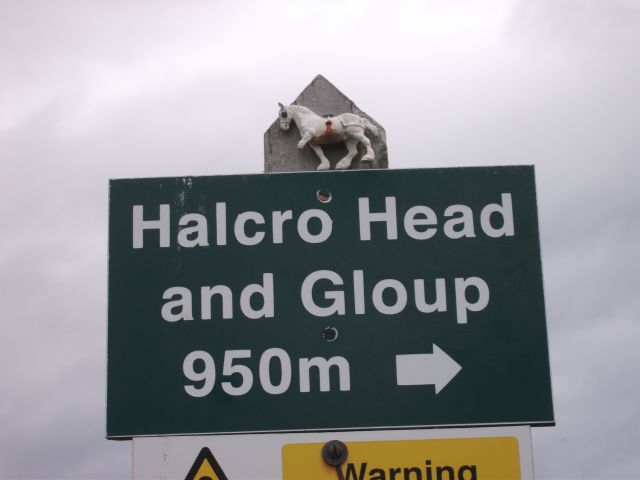 Halcro Head
and Gloup
950m
Warning